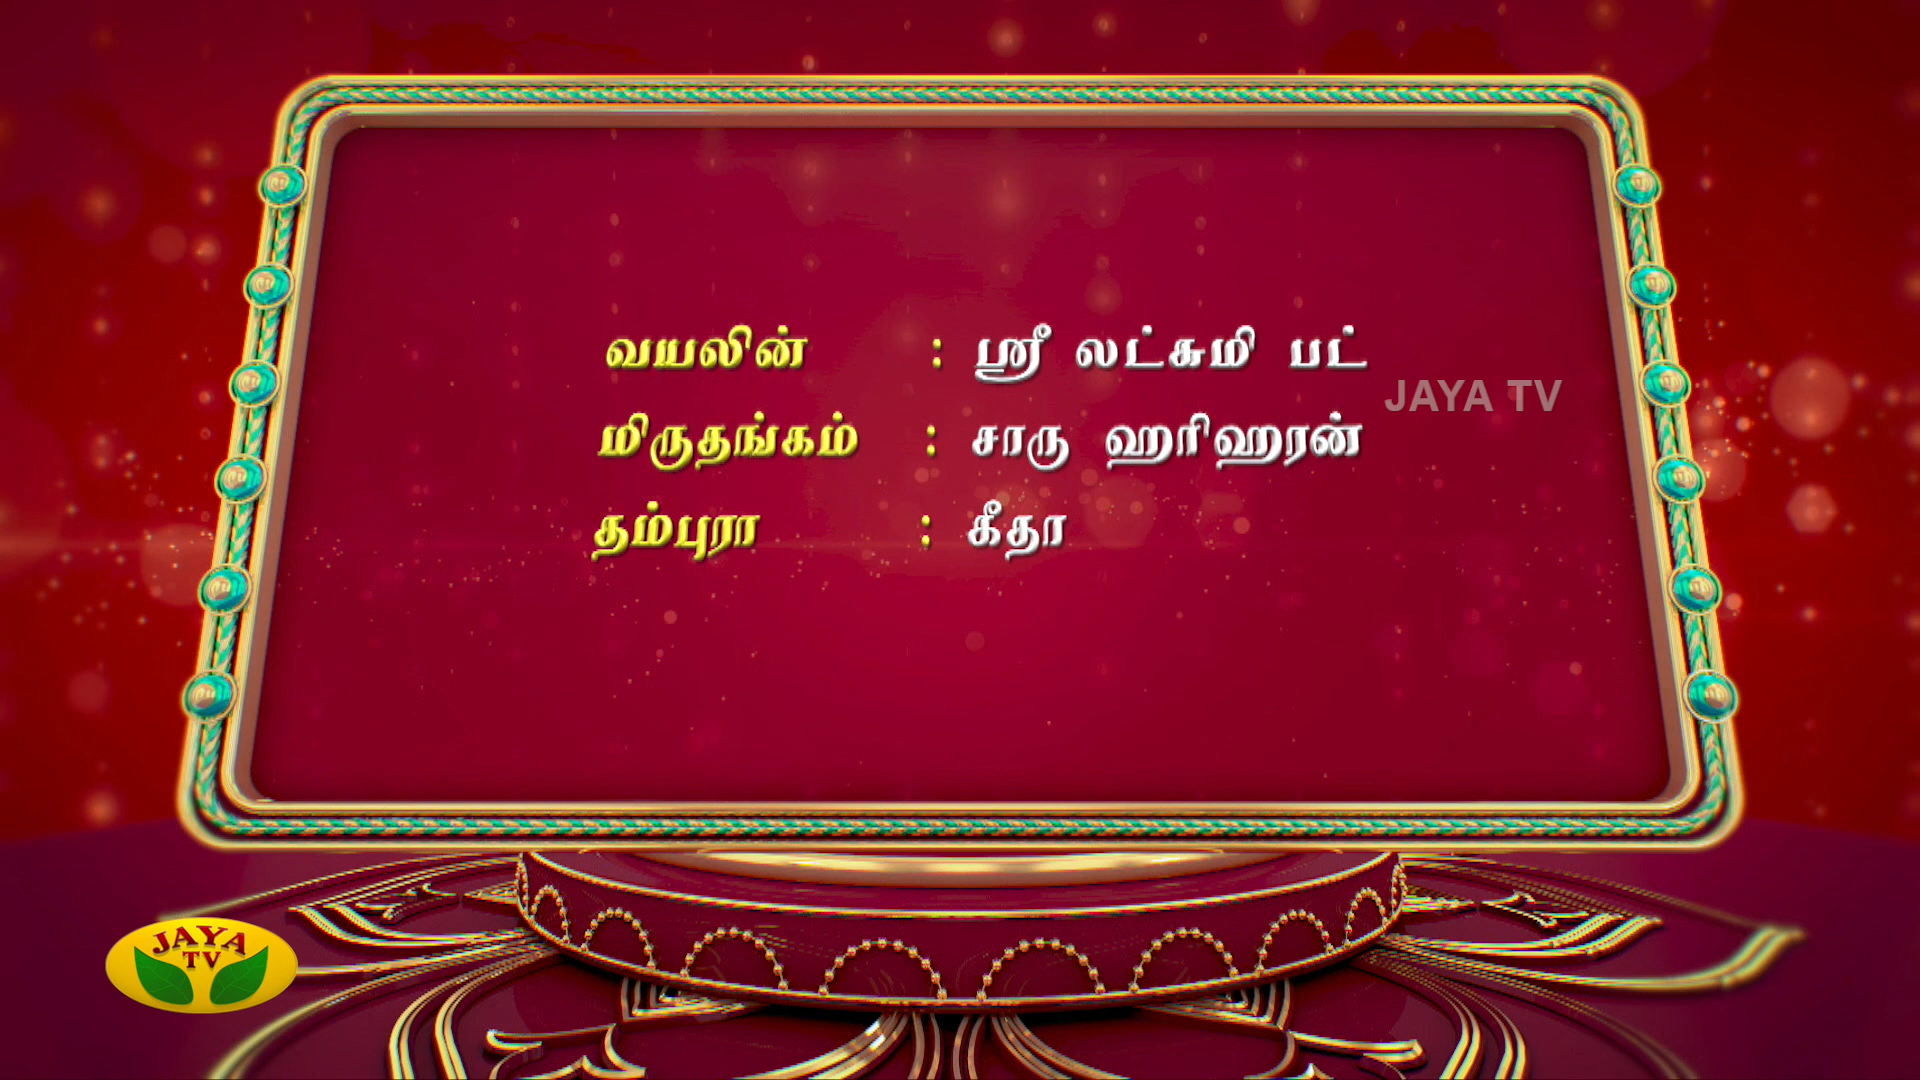 வயலின் : ஸ்ரீ லட்சுமி பட்
JAYA TV
மிருதங்கம் : சாரு ஹரிஹரன்
தம்புரா : கீதா
JAYA
TV